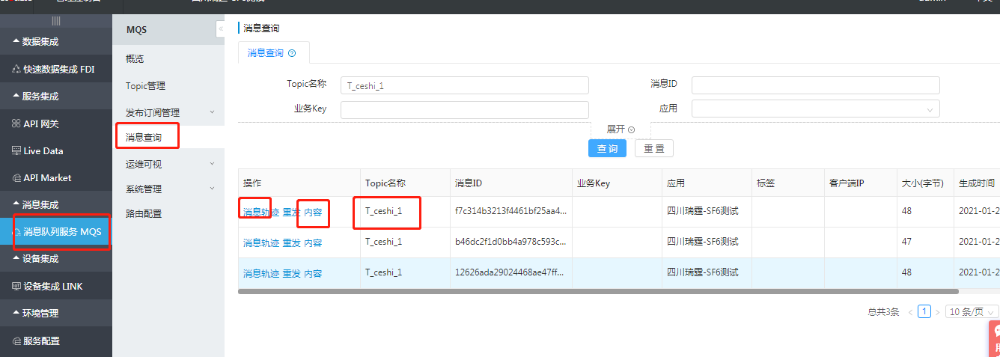 数据集成
快速数据集成 FDI
服务集成
API 网关
Live Data
API Market
消息集成
消息队列服务 MQS
设备集成
设备集成 LINK
环境管理
服务配置
MQS
概览
Topic管理
发布订阅管理
消息查询
运维可视
系统管理
路由配置
消息查询
消息查询
Topic名称 T_ceshi_1 消息ID
业务Key 应用
展开
查询 重置
操作 Topic名称 消息ID 业务Key 应用 标签 客户端IP 大小(字节) 生成时间
消息轨迹 重发 内容 T_ceshi_1 f7c314b3213f4461bf25aa4... 四川瑞霆-SF6测试 48 2021-01-2
消息轨迹 重发 内容 T_ceshi_1 b46dc2f1d0bb4a978c593c... 四川瑞霆-SF6测试 47 2021-01-2
消息轨迹 重发 内容 T_ceshi_1 12626ada29024468ae47ff... 四川瑞霆-SF6测试 48 2021-01-2
总共3条 1 10 条/页